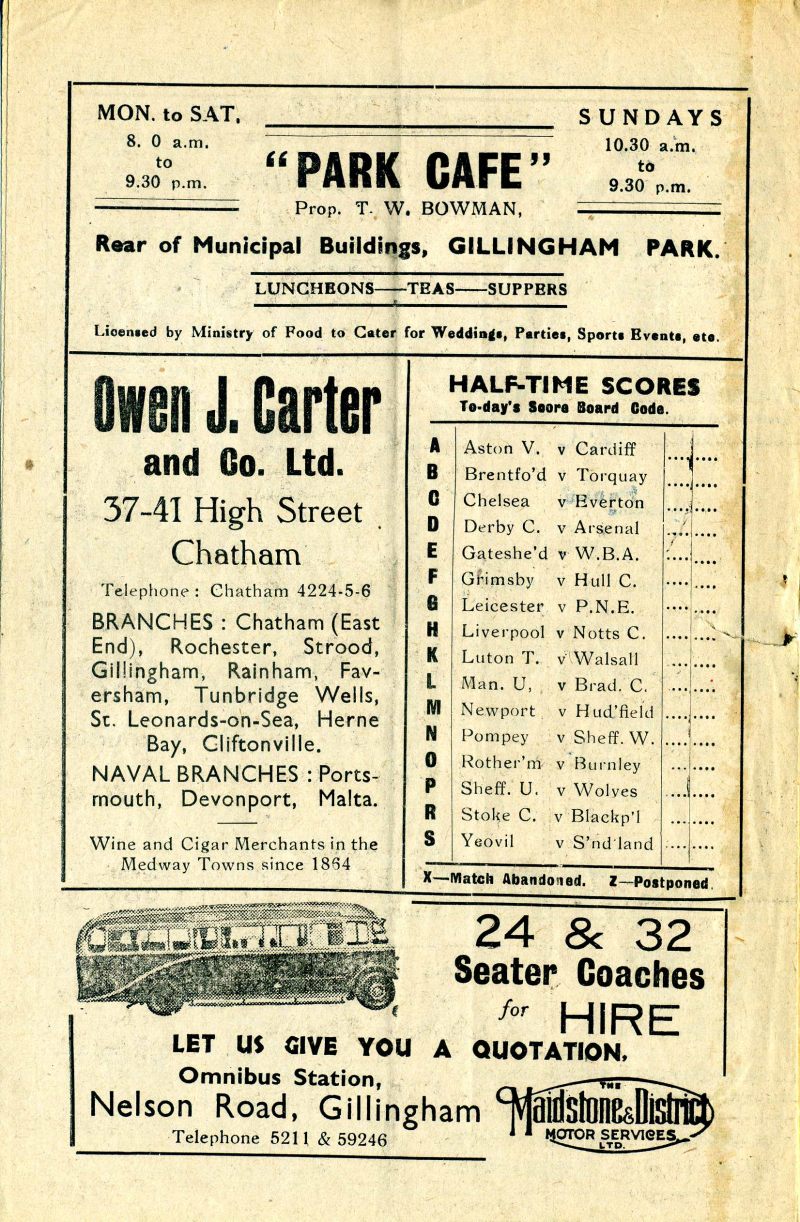 MON. to SAT.
8. 0 a.m.
to
9.30 p.m.
SUNDAYS
10.30 a.m.
to
9.30 p.m.
"PARK CAFE"
Prop. T. W. BOWMAN,
Rear of Municipal Buildings, GILLINGHAM PARK.
LUNCHEONS——TEAS——SUPPERS
Licensed by Ministry of Food to Cater for Weddings, Parties, Sports Events, etc.
Owen J. Carter
and Co. Ltd.
37-41 High Street
Chatham
Telephone : Chatham 4224-5-6
BRANCHES : Chatham (East
End), Rochester, Strood,
Gillingham, Rainham, Fav-
ersham, Tunbridge Wells,
St. Leonards-on-Sea, Herne
Bay, Cliftonville.
NAVAL BRANCHES : Ports-
mouth, Devonport, Malta.
Wine and Cigar Merchants in the
Medway Towns since 1864
HALF-TIME SCORES
To-day's Score Board Code.
A Aston V. v Cardiff ........
B Brentfo'd v Torquay ........
C Chelsea v Everton ........
D Derby C. v Arsenal ........
E Gateshe'd v W.B.A. ........
F Grimsby v Hull C. ........
G Leicester v P.N.E. ........
H Liverpool v Notts C. ........
K Luton T. v Walsall .......
L Man. U, v Brad. C. .......
M Newport v Hud'field ........
N Pompey v Sheff. W. ........
O Rother'm v Burnley .......
P Sheff. U. v Wolves ........
R Stoke C. v Blackp'l ........
S Yeovil v S'nd'land ........
X—Match Abandoned. Z—Postponed.
24 & 32
Seater Coaches
for HIRE
LET US GIVE YOU A QUOTATION.
Omnibus Station,
Nelson Road, Gillingham
Telephone 5211 & 59246
THE
Maidstone & District
MOTOR SERVICES
LTD.